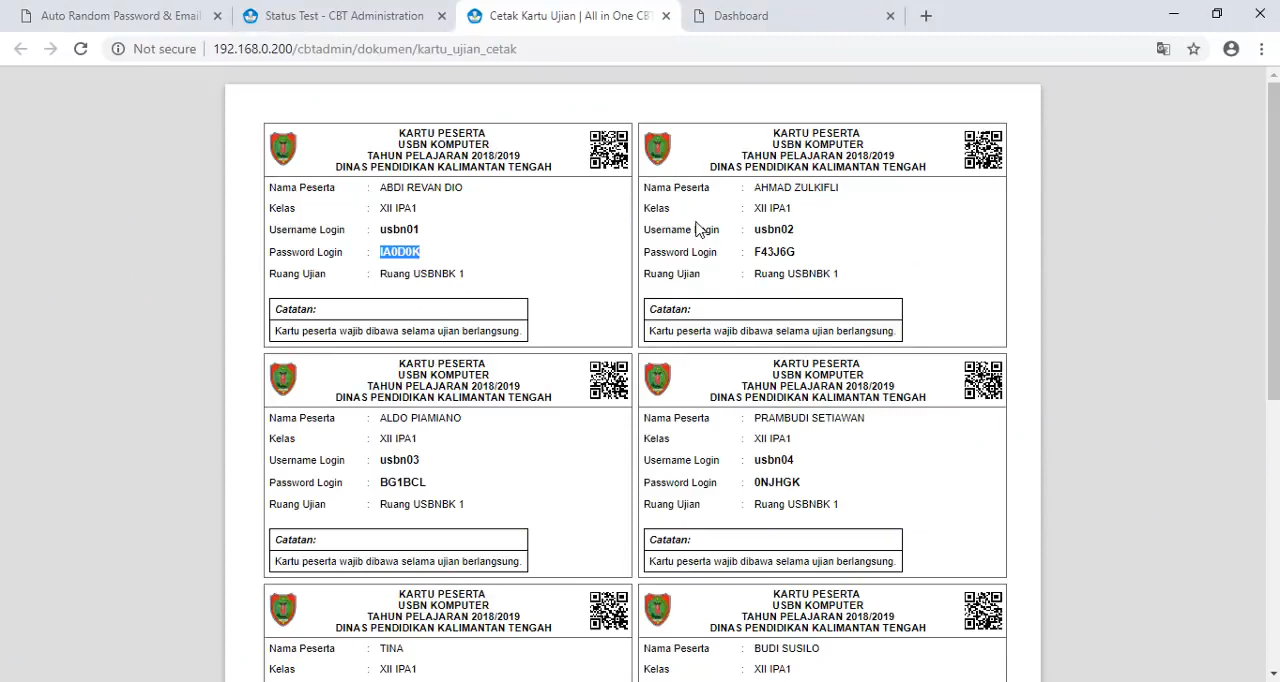 Auto Random Password & Email
Status Test - CBT Administration
Cetak Kartu Ujian | All in One CBT
Dashboard
Not secure
192.168.0.200/cbtadmin/dokumen/kartu_ujian_cetak
KARTU PESERTA
USBN KOMPUTER
TAHUN PELAJARAN 2018/2019
DINAS PENDIDIKAN KALIMANTAN TENGAH
Nama Peserta : ABDI REVAN DIO
Kelas : XII IPA1
Username Login : usbn01
Password Login : IA0D0K
Ruang Ujian : Ruang USBNBK 1
Catatan:
Kartu peserta wajib dibawa selama ujian berlangsung.
KARTU PESERTA
USBN KOMPUTER
TAHUN PELAJARAN 2018/2019
DINAS PENDIDIKAN KALIMANTAN TENGAH
Nama Peserta : AHMAD ZULKIFLI
Kelas : XII IPA1
Username Login : usbn02
Password Login : F43J6G
Ruang Ujian : Ruang USBNBK 1
Catatan:
Kartu peserta wajib dibawa selama ujian berlangsung.
KARTU PESERTA
USBN KOMPUTER
TAHUN PELAJARAN 2018/2019
DINAS PENDIDIKAN KALIMANTAN TENGAH
Nama Peserta : ALDO PIAMIANO
Kelas : XII IPA1
Username Login : usbn03
Password Login : BG1BCL
Ruang Ujian : Ruang USBNBK 1
Catatan:
Kartu peserta wajib dibawa selama ujian berlangsung.
KARTU PESERTA
USBN KOMPUTER
TAHUN PELAJARAN 2018/2019
DINAS PENDIDIKAN KALIMANTAN TENGAH
Nama Peserta : PRAMBUDI SETIAWAN
Kelas : XII IPA1
Username Login : usbn04
Password Login : 0NJHGK
Ruang Ujian : Ruang USBNBK 1
Catatan:
Kartu peserta wajib dibawa selama ujian berlangsung.
KARTU PESERTA
USBN KOMPUTER
TAHUN PELAJARAN 2018/2019
DINAS PENDIDIKAN KALIMANTAN TENGAH
Nama Peserta : TINA
Kelas : XII IPA1
KARTU PESERTA
USBN KOMPUTER
TAHUN PELAJARAN 2018/2019
DINAS PENDIDIKAN KALIMANTAN TENGAH
Nama Peserta : BUDI SUSILO
Kelas : XII IPA1